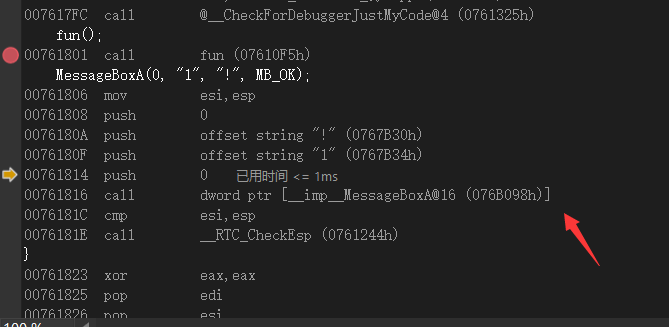 007617FC call @__CheckForDebuggerJustMyCode@4 (0761325h)
fun();
00761801 call fun (07610F5h)
MessageBoxA(0, "1", "!", MB_OK);
00761806 mov esi,esp
00761808 push 0
0076180A push offset string "!" (0767B30h)
0076180F push offset string "1" (0767B34h)
00761814 push 0 已用时间 <= 1ms
00761816 call dword ptr [__imp__MessageBoxA@16 (076B098h)]
0076181C cmp esi,esp
0076181E call __RTC_CheckEsp (0761244h)
}
00761823 xor eax,eax
00761825 pop edi
00761826 pop esi
100 %